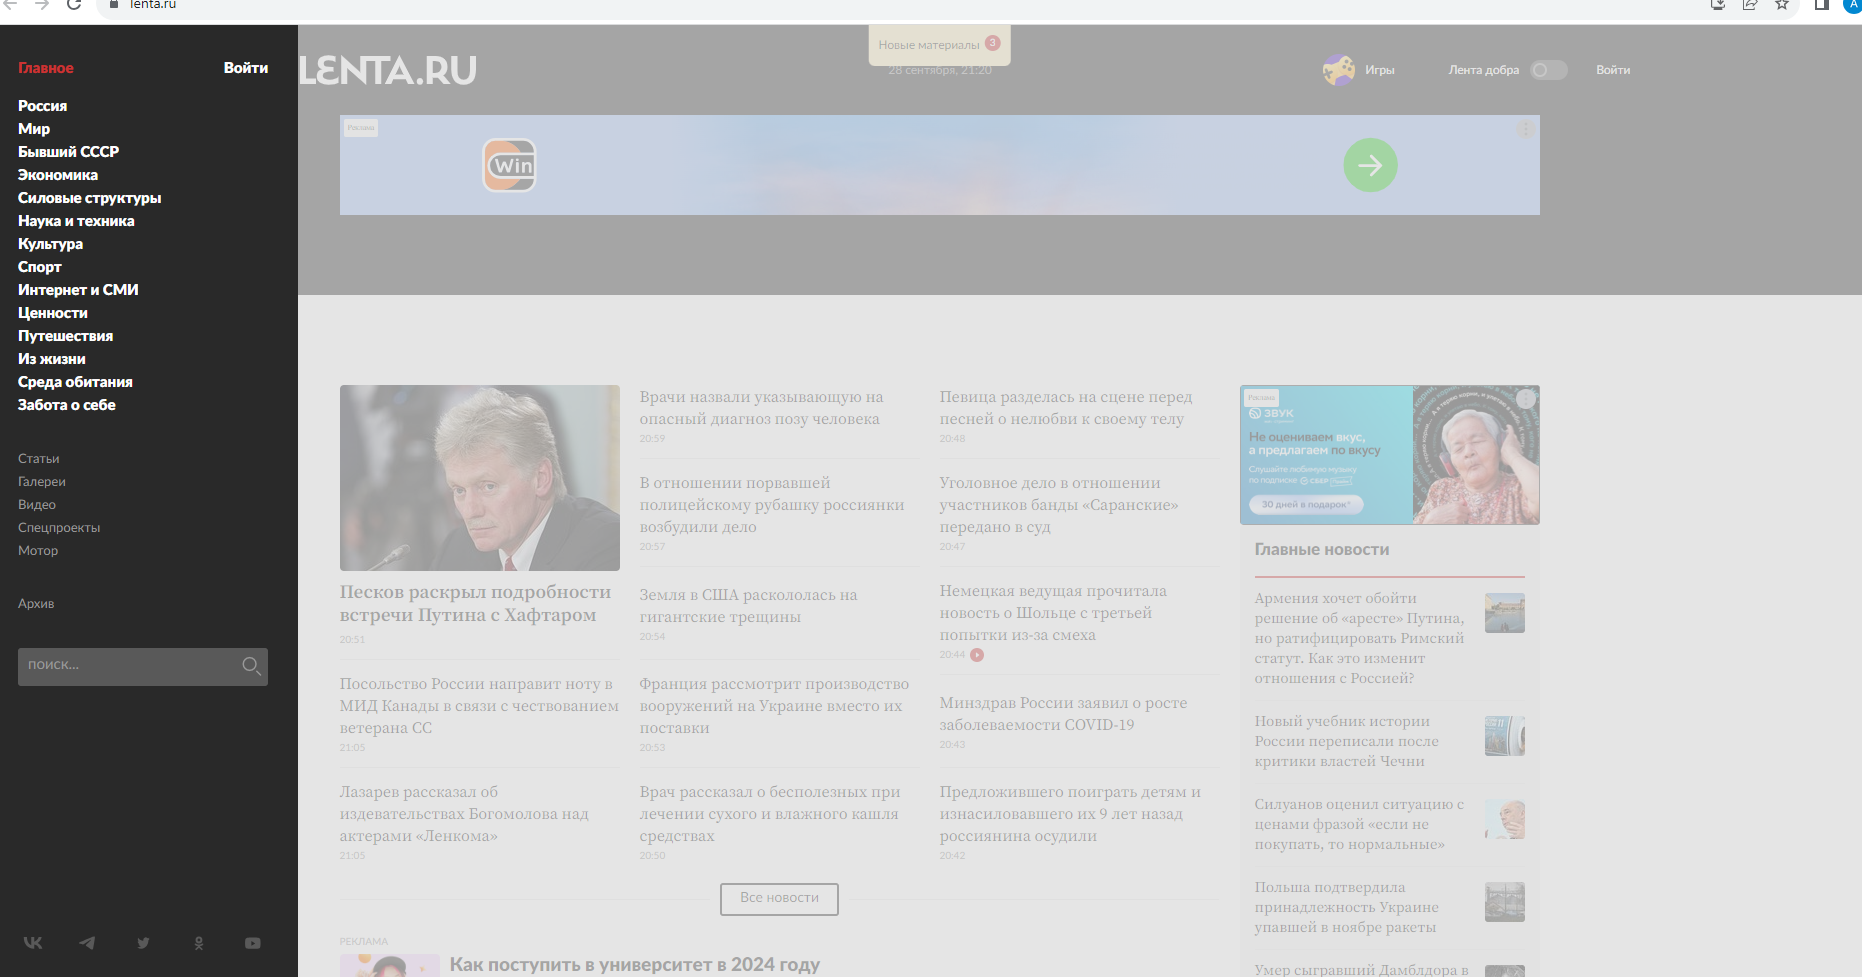 lenta.ru
A
Главное
Войти
Россия
Мир
Бывший СССР
Экономика
Силовые структуры
Наука и техника
Культура
Спорт
Интернет и СМИ
Ценности
Путешествия
Из жизни
Среда обитания
Забота о себе
Статьи
Галереи
Видео
Спецпроекты
Мотор
Архив
поиск...
LENTA.RU
Новые материалы 3
28 сентября, 21:20
Игры
Лента добра
Войти
Реклама
Win
Песков раскрыл подробности
встречи Путина с Хафтаром
20:51
Посольство России направит ноту в
МИД Канады в связи с чествованием
ветерана СС
21:05
Лазарев рассказал об
издевательствах Богомолова над
актерами «Ленкома»
21:05
Врачи назвали указывающую на
опасный диагноз позу человека
20:59
В отношении порвавшей
полицейскому рубашку россиянки
возбудили дело
20:57
Земля в США раскололась на
гигантские трещины
20:54
Франция рассмотрит производство
вооружений на Украине вместо их
поставки
20:53
Врач рассказал о бесполезных при
лечении сухого и влажного кашля
средствах
20:50
Певица разделась на сцене перед
песней о нелюбви к своему телу
20:48
Уголовное дело в отношении
участников банды «Саранские»
передано в суд
20:47
Немецкая ведущая прочитала
новость о Шольце с третьей
попытки из-за смеха
20:44
Минздрав России заявил о росте
заболеваемости COVID-19
20:43
Предложившего поиграть детям и
изнасиловавшего их 9 лет назад
россиянина осудили
20:42
Все новости
РЕКЛАМА
Как поступить в университет в 2024 году
Реклама
ЗВУК
Не оцениваем вкус,
а предлагаем по вкусу
Слушайте любимую музыку
по подписке СБЕР
30 дней в подарок*
Главные новости
Армения хочет обойти
решение об «аресте» Путина,
но ратифицировать Римский
статут. Как это изменит
отношения с Россией?
Новый учебник истории
России переписали после
критики властей Чечни
Силуанов оценил ситуацию с
ценами фразой «если не
покупать, то нормальные»
Польша подтвердила
принадлежность Украине
упавшей в ноябре ракеты
Умер сыгравший Дамблдора в